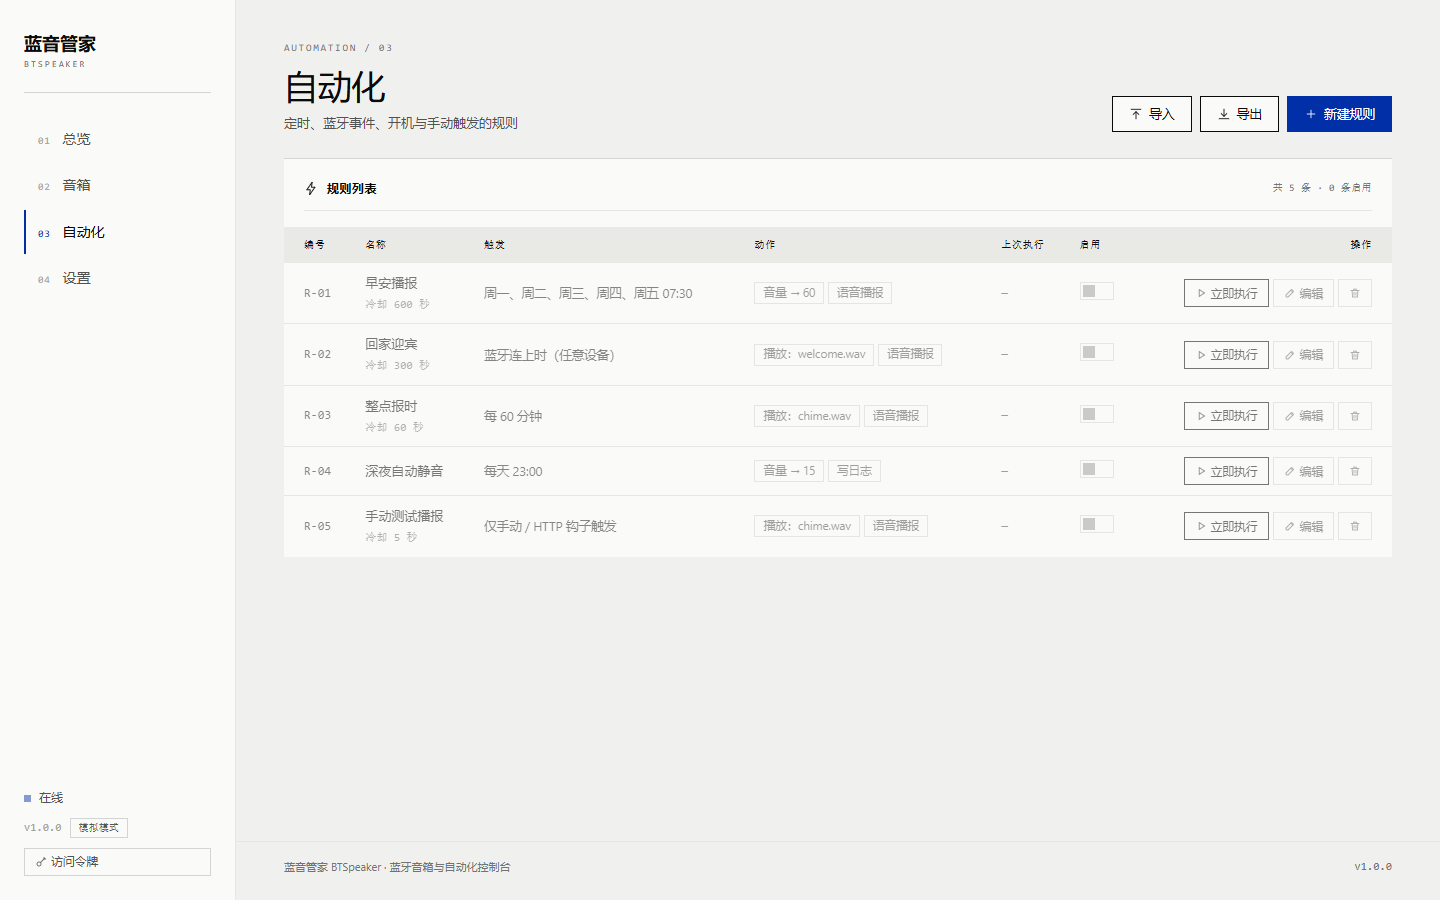 蓝音管家
BTSPEAKER
01 总览
02 音箱
03 自动化
04 设置
在线
v1.0.0 模拟模式
访问令牌
AUTOMATION / 03
自动化
定时、蓝牙事件、开机与手动触发的规则
导入 导出 新建规则
规则列表
共 5 条 · 0 条启用
编号 名称 触发 动作 上次执行 启用 操作
R-01 早安播报 周一、周二、周三、周四、周五 07:30 音量 → 60 语音播报 — 立即执行 编辑
冷却 600 秒
R-02 回家迎宾 蓝牙连上时（任意设备） 播放：welcome.wav 语音播报 — 立即执行 编辑
冷却 300 秒
R-03 整点报时 每 60 分钟 播放：chime.wav 语音播报 — 立即执行 编辑
冷却 60 秒
R-04 深夜自动静音 每天 23:00 音量 → 15 写日志 — 立即执行 编辑
R-05 手动测试播报 仅手动 / HTTP 钩子触发 播放：chime.wav 语音播报 — 立即执行 编辑
冷却 5 秒
蓝音管家 BTSpeaker · 蓝牙音箱与自动化控制台
v1.0.0